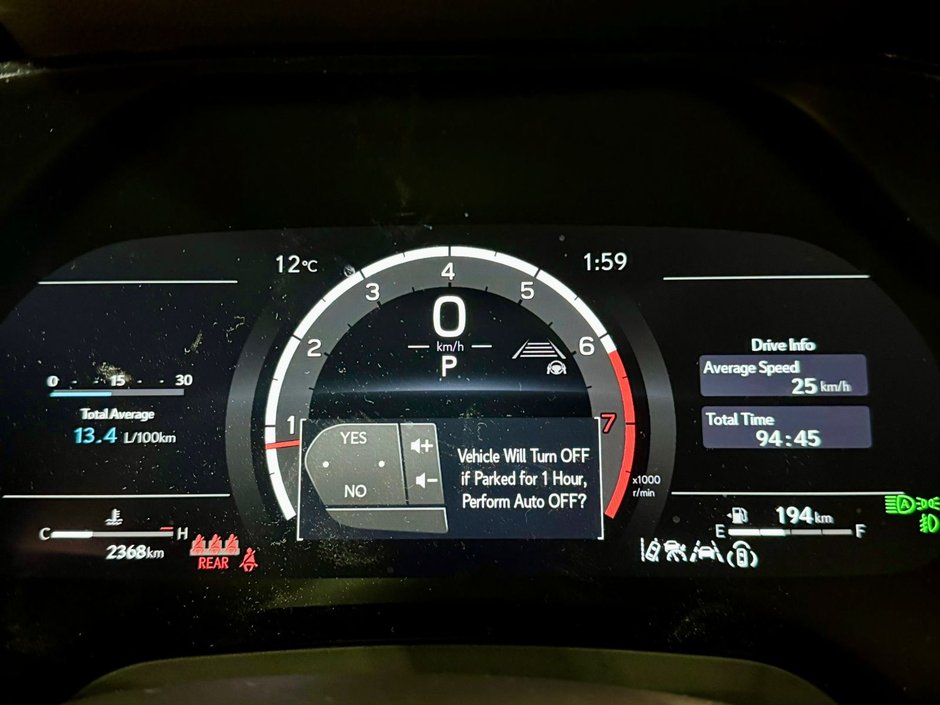 12°C
1:59
1
2
3
4
5
6
7
x1000
r/min
0
km/h
P
0 15 30
Total Average
13.4 L/100km
Drive Info
Average Speed
25 km/h
Total Time
94:45
YES
NO
+
-
Vehicle Will Turn OFF
if Parked for 1 Hour,
Perform Auto OFF?
C H
2368km
REAR
194km
E F
A